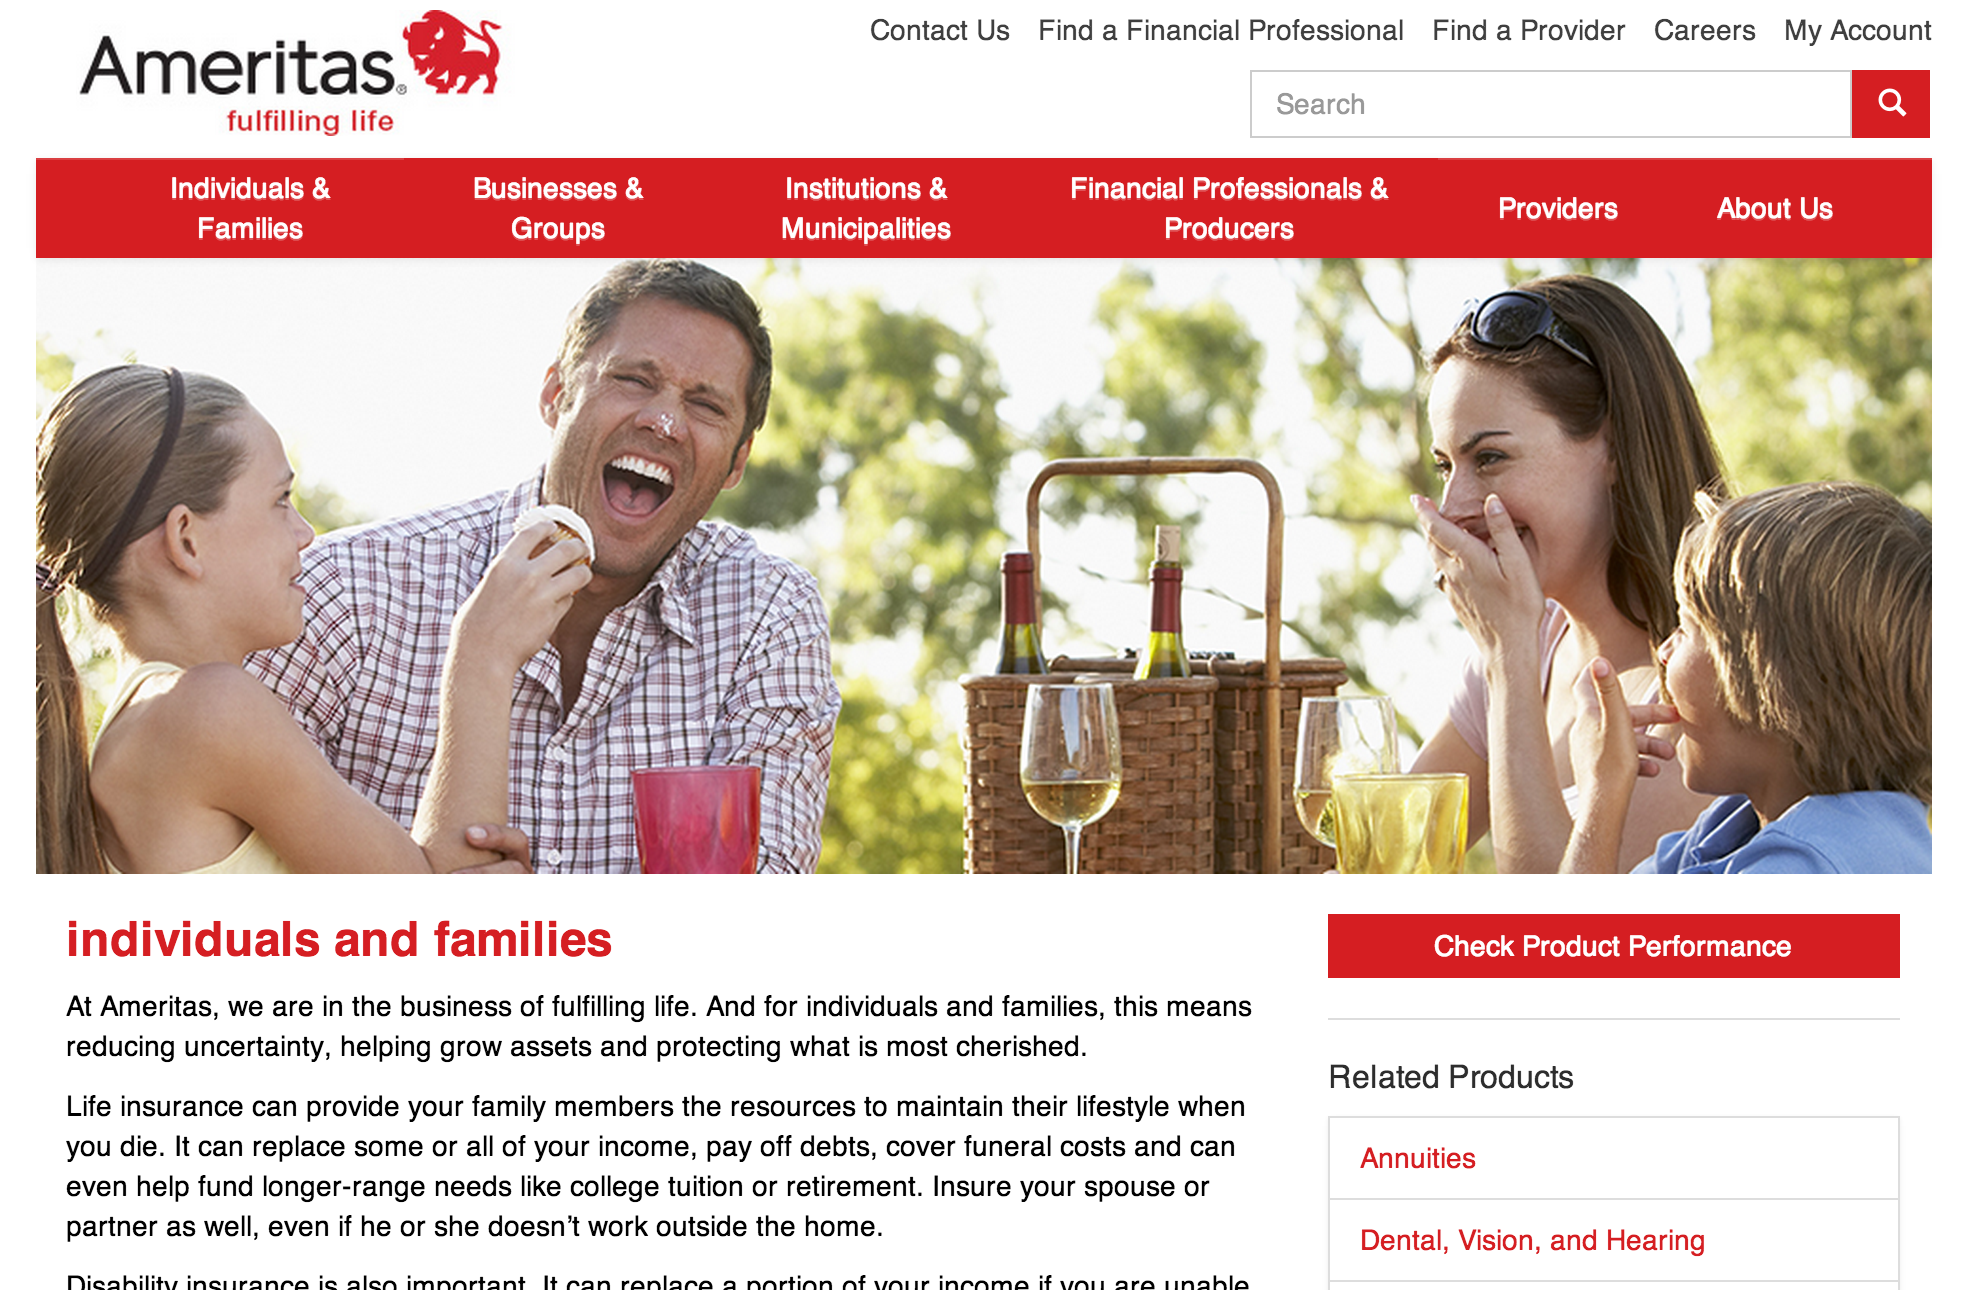 Ameritas®
fulfilling life
Contact Us Find a Financial Professional Find a Provider Careers My Account
Search
Individuals &
Families
Businesses &
Groups
Institutions &
Municipalities
Financial Professionals &
Producers
Providers
About Us
individuals and families
At Ameritas, we are in the business of fulfilling life. And for individuals and families, this means
reducing uncertainty, helping grow assets and protecting what is most cherished.
Life insurance can provide your family members the resources to maintain their lifestyle when
you die. It can replace some or all of your income, pay off debts, cover funeral costs and can
even help fund longer-range needs like college tuition or retirement. Insure your spouse or
partner as well, even if he or she doesn’t work outside the home.
Disability insurance is also important. It can replace a portion of your income if you are unable
Check Product Performance
Related Products
Annuities
Dental, Vision, and Hearing